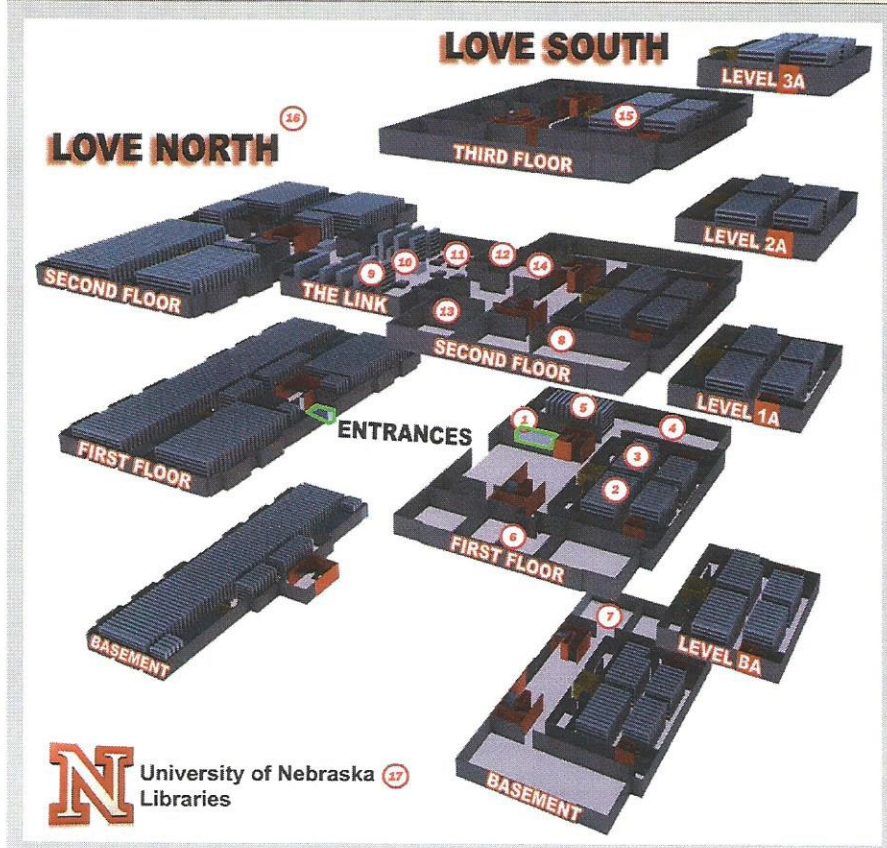 LOVE SOUTH
LEVEL 3A
15
THIRD FLOOR
16
LOVE NORTH
LEVEL 2A
SECOND FLOOR
9
10
11
12
14
THE LINK
13
8
SECOND FLOOR
LEVEL 1A
FIRST FLOOR
ENTRANCES
1
5
4
3
2
6
FIRST FLOOR
BASEMENT
7
LEVEL BA
BASEMENT
N
University of Nebraska 17
Libraries